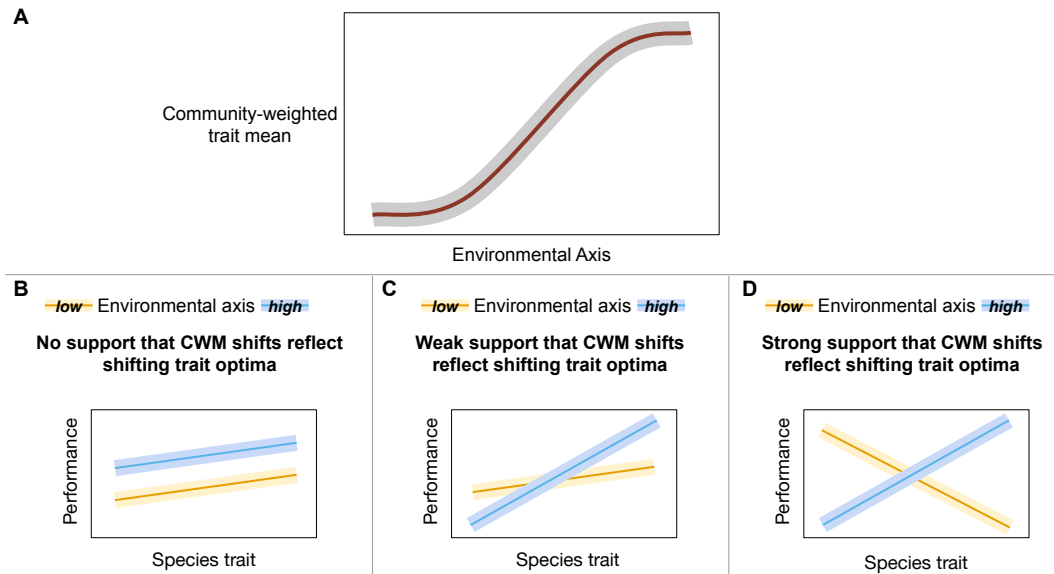 A
Community-weighted
trait mean
Environmental Axis
B
low Environmental axis high
No support that CWM shifts reflect
shifting trait optima
Performance
Species trait
C
low Environmental axis high
Weak support that CWM shifts
reflect shifting trait optima
Performance
Species trait
D
low Environmental axis high
Strong support that CWM shifts
reflect shifting trait optima
Performance
Species trait